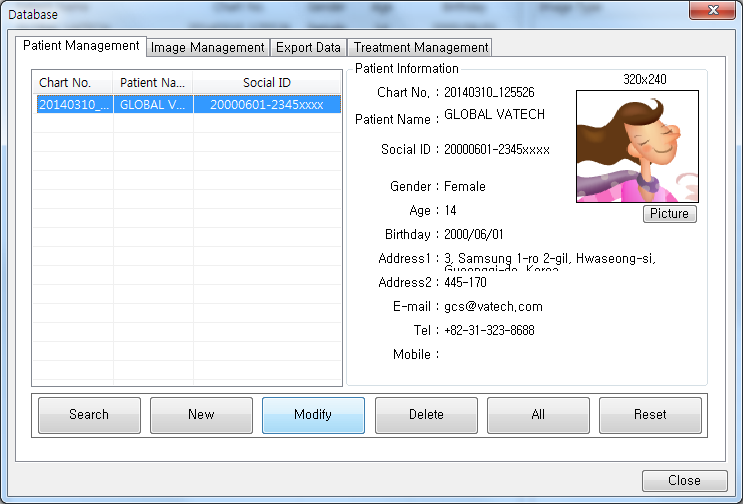 Database
Patient Management Image Management Export Data Treatment Management
Chart No. Patient Na... Social ID
20140310_... GLOBAL V... 20000601-2345xxxx
Patient Information
320x240
Chart No. : 20140310_125526
Patient Name : GLOBAL VATECH
Social ID : 20000601-2345xxxx
Gender : Female
Picture
Age : 14
Birthday : 2000/06/01
Address1 : 3, Samsung 1-ro 2-gil, Hwaseong-si,
Gyeonggi-do, Korea
Address2 : 445-170
E-mail : gcs@vatech.com
Tel : +82-31-323-8688
Mobile :
Search New Modify Delete All Reset
Close